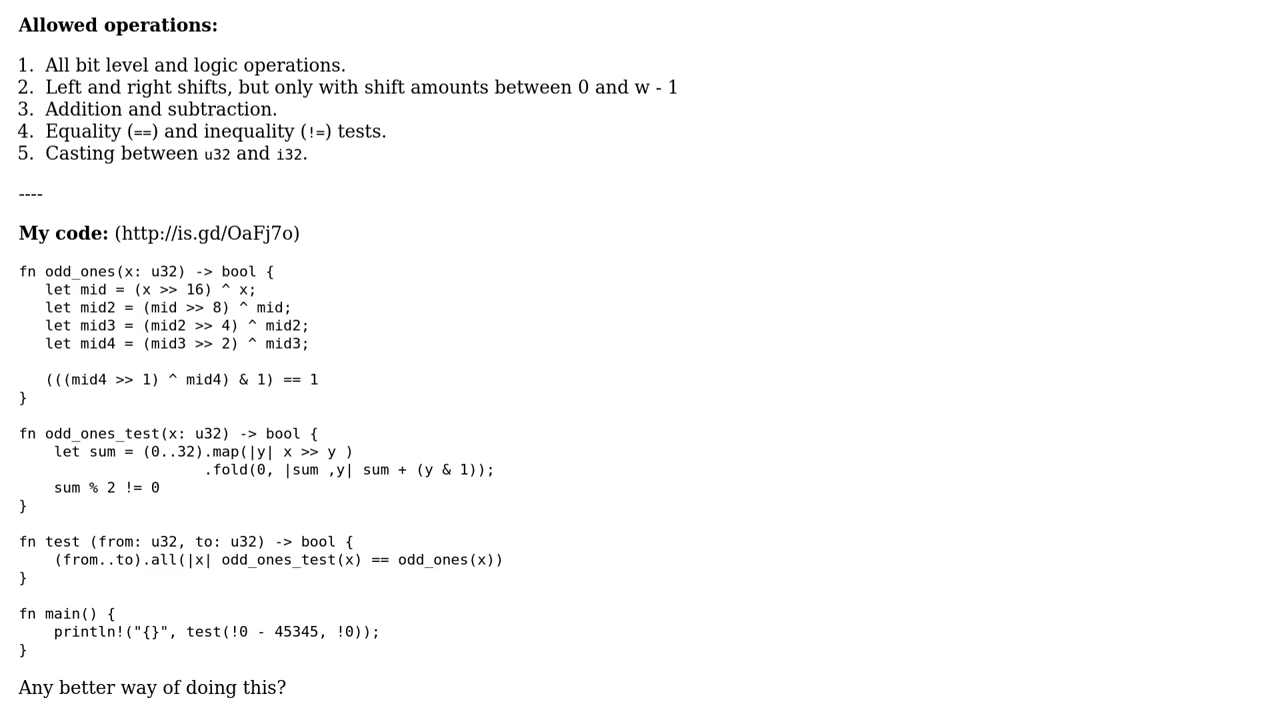 Allowed operations:
1. All bit level and logic operations.
2. Left and right shifts, but only with shift amounts between 0 and w - 1
3. Addition and subtraction.
4. Equality (==) and inequality (!=) tests.
5. Casting between u32 and i32.
----
My code: (http://is.gd/OaFj7o)
fn odd_ones(x: u32) -> bool {
   let mid = (x >> 16) ^ x;
   let mid2 = (mid >> 8) ^ mid;
   let mid3 = (mid2 >> 4) ^ mid2;
   let mid4 = (mid3 >> 2) ^ mid3;
   (((mid4 >> 1) ^ mid4) & 1) == 1
}
fn odd_ones_test(x: u32) -> bool {
    let sum = (0..32).map(|y| x >> y )
                     .fold(0, |sum ,y| sum + (y & 1));
    sum % 2 != 0
}
fn test (from: u32, to: u32) -> bool {
    (from..to).all(|x| odd_ones_test(x) == odd_ones(x))
}
fn main() {
    println!("{}", test(!0 - 45345, !0));
}
Any better way of doing this?